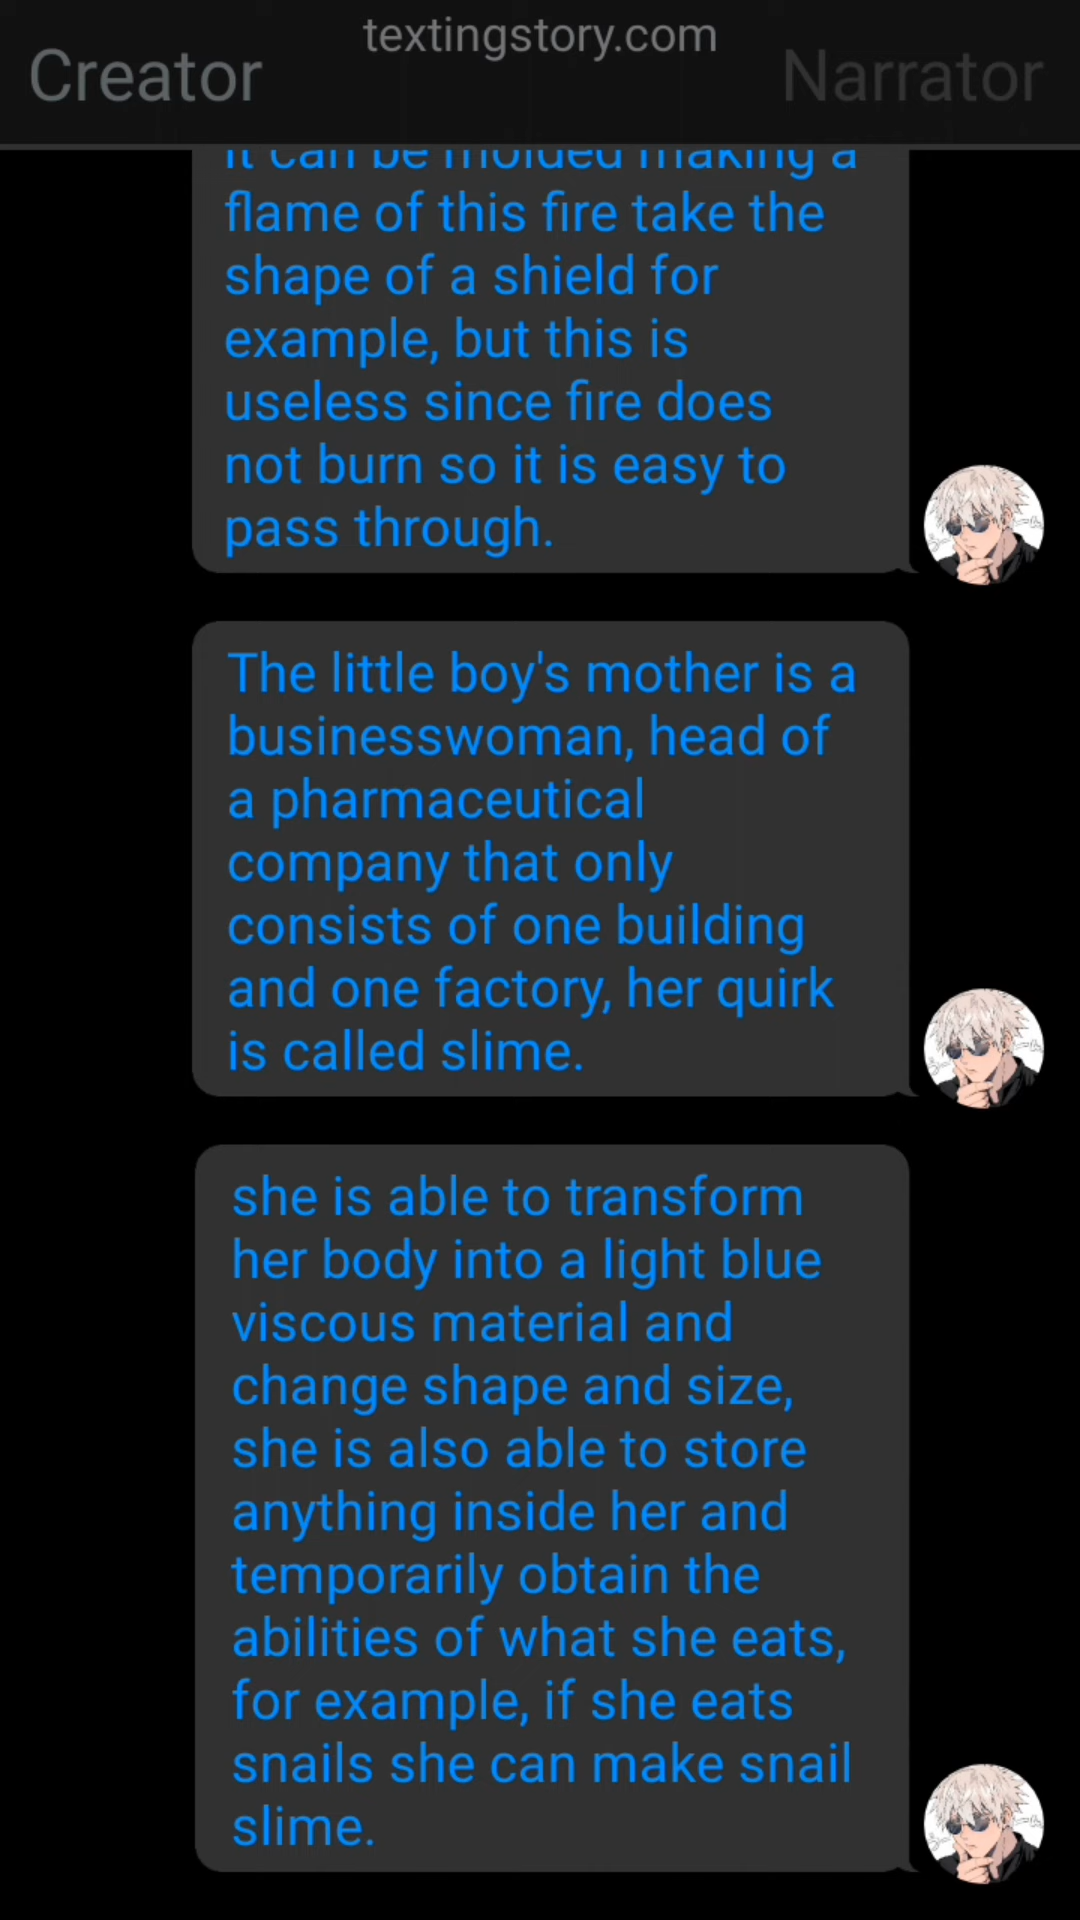 textingstory.com
Creator
Narrator
It can be molded making a
flame of this fire take the
shape of a shield for
example, but this is
useless since fire does
not burn so it is easy to
pass through.
The little boy's mother is a
businesswoman, head of
a pharmaceutical
company that only
consists of one building
and one factory, her quirk
is called slime.
she is able to transform
her body into a light blue
viscous material and
change shape and size,
she is also able to store
anything inside her and
temporarily obtain the
abilities of what she eats,
for example, if she eats
snails she can make snail
slime.